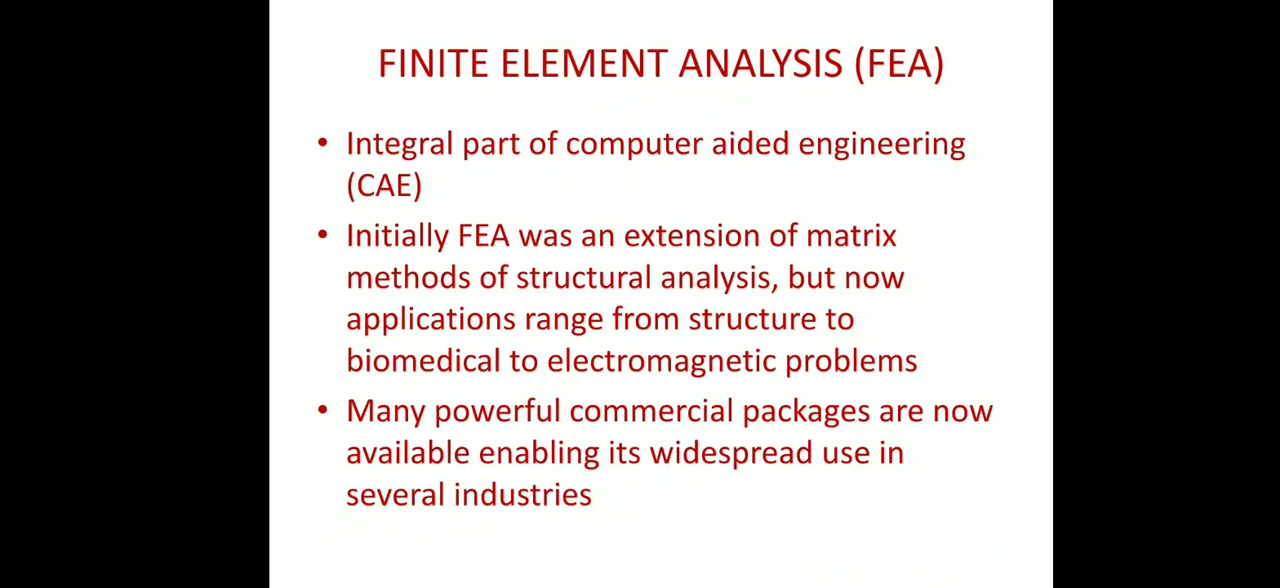 FINITE ELEMENT ANALYSIS (FEA)
• Integral part of computer aided engineering
(CAE)
• Initially FEA was an extension of matrix
methods of structural analysis, but now
applications range from structure to
biomedical to electromagnetic problems
• Many powerful commercial packages are now
available enabling its widespread use in
several industries